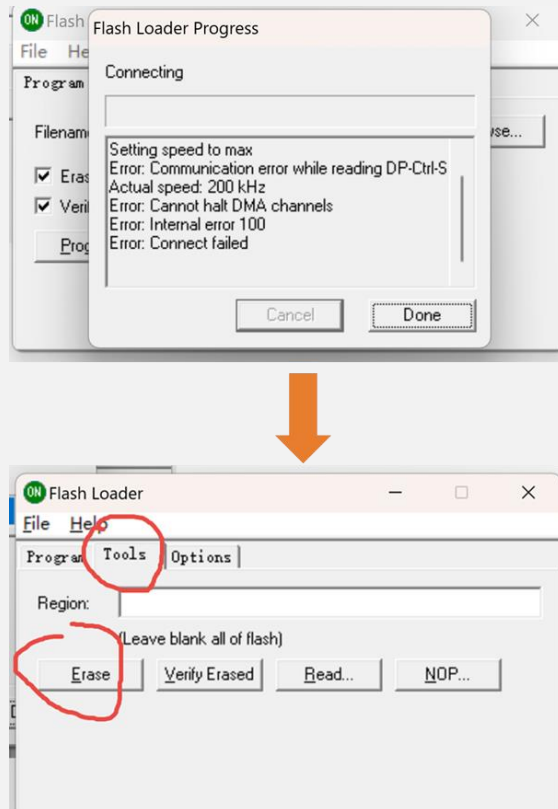 ON Flash
Flash Loader Progress
File He
Connecting
Program
Filenam
Setting speed to max
Error: Communication error while reading DP-Ctrl-S
Actual speed: 200 kHz
Error: Cannot halt DMA channels
Error: Internal error 100
Error: Connect failed
Eras
Veri
Prog
Cancel Done
ON Flash Loader
File Help
Program Tools Options
Region:
(Leave blank all of flash)
Erase Verify Erased Read... NOP...